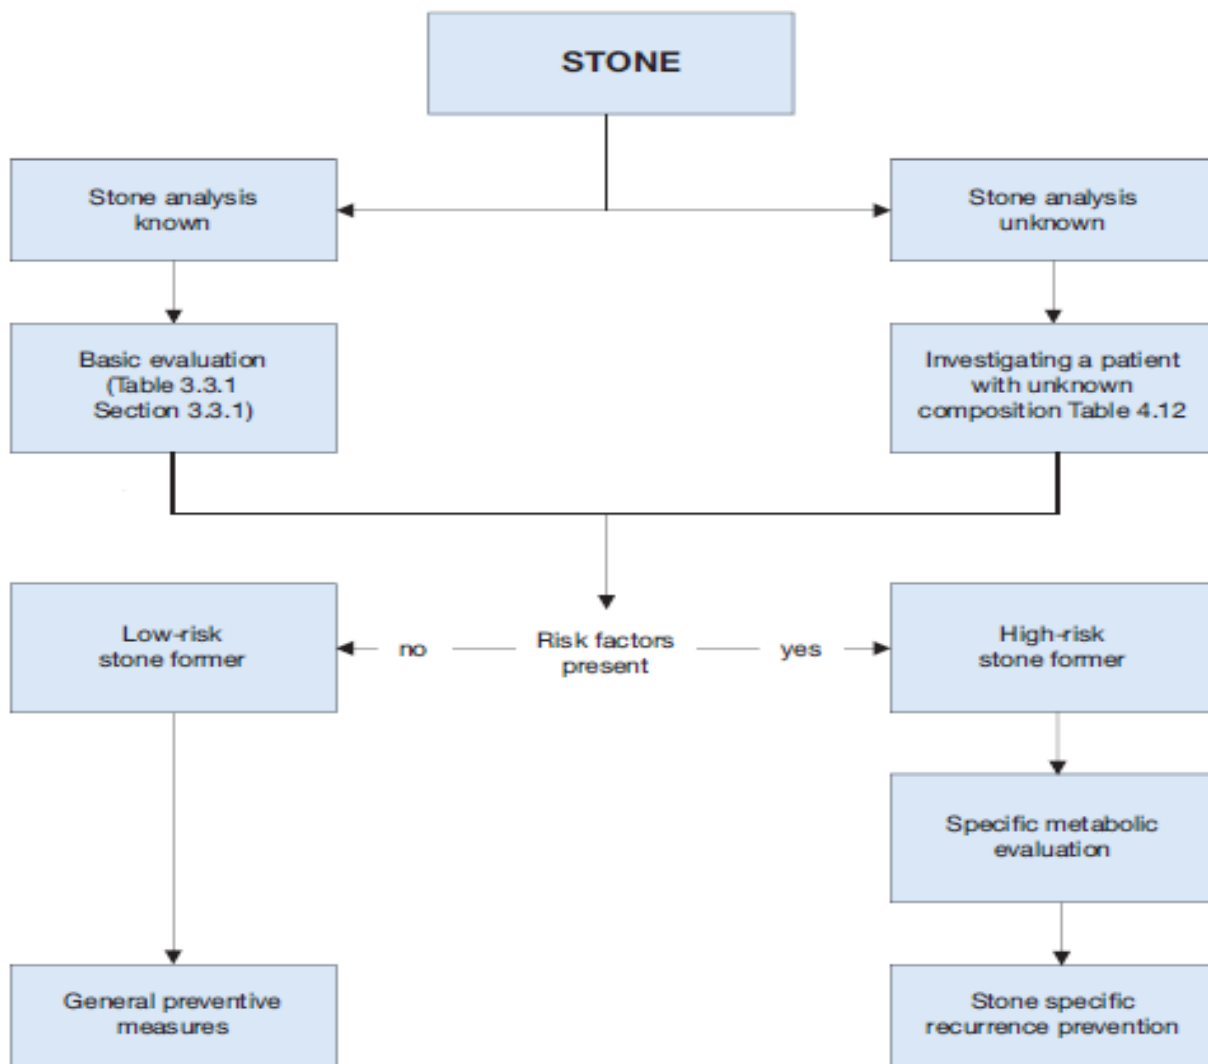 STONE
Stone analysis
known
Stone analysis
unknown
Basic evaluation
(Table 3.3.1
Section 3.3.1)
Investigating a patient
with unknown
composition Table 4.12
Low-risk
stone former
no
Risk factors
present
yes
High-risk
stone former
Specific metabolic
evaluation
General preventive
measures
Stone specific
recurrence prevention